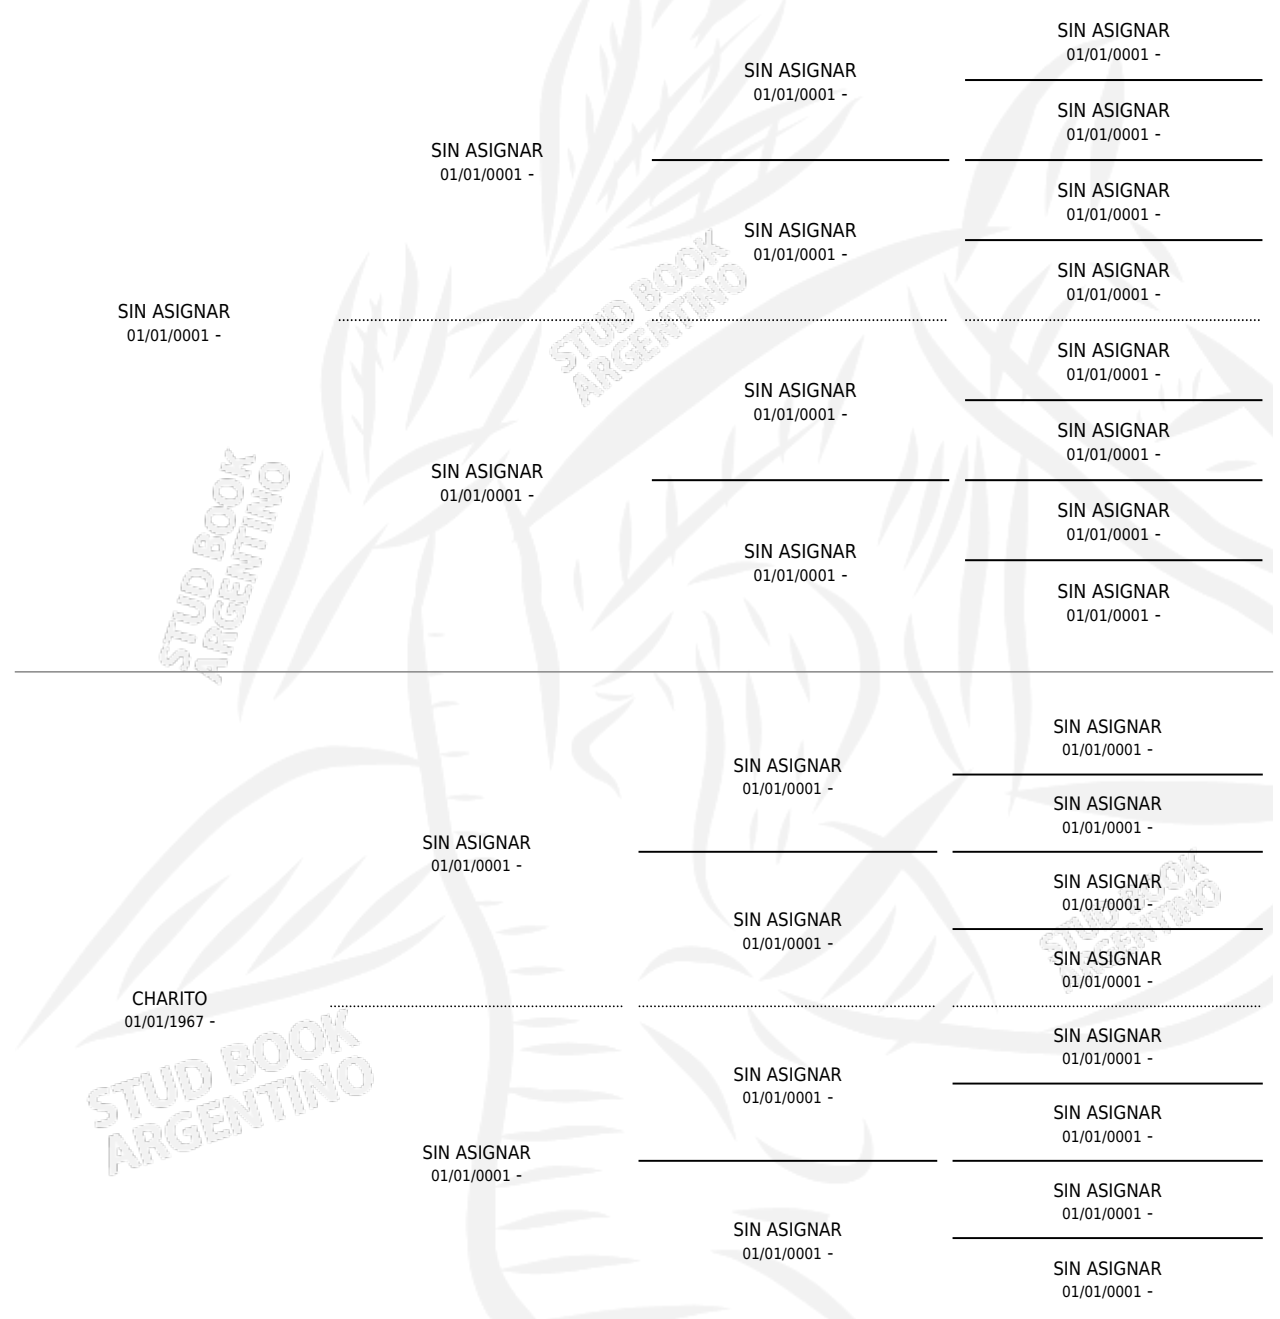 SIN ASIGNAR
01/01/0001 -
SIN ASIGNAR
01/01/0001 -
SIN ASIGNAR
01/01/0001 -
SIN ASIGNAR
01/01/0001 -
SIN ASIGNAR
01/01/0001 -
SIN ASIGNAR
01/01/0001 -
SIN ASIGNAR
01/01/0001 -
SIN ASIGNAR
01/01/0001 -
STUD BOOK
ARGENTINO
SIN ASIGNAR
01/01/0001 -
SIN ASIGNAR
01/01/0001 -
SIN ASIGNAR
01/01/0001 -
SIN ASIGNAR
01/01/0001 -
SIN ASIGNAR
01/01/0001 -
STUD BOOK
ARGENTINO
SIN ASIGNAR
01/01/0001 -
SIN ASIGNAR
01/01/0001 -
SIN ASIGNAR
01/01/0001 -
SIN ASIGNAR
01/01/0001 -
SIN ASIGNAR
01/01/0001 -
SIN ASIGNAR
01/01/0001 -
SIN ASIGNAR
01/01/0001 -
SIN ASIGNAR
01/01/0001 -
SIN ASIGNAR
01/01/0001 -
STUD BOOK
ARGENTINO
SIN ASIGNAR
01/01/0001 -
SIN ASIGNAR
01/01/0001 -
CHARITO
01/01/1967 -
STUD BOOK
ARGENTINO
SIN ASIGNAR
01/01/0001 -
SIN ASIGNAR
01/01/0001 -
SIN ASIGNAR
01/01/0001 -
SIN ASIGNAR
01/01/0001 -
SIN ASIGNAR
01/01/0001 -
SIN ASIGNAR
01/01/0001 -
SIN ASIGNAR
01/01/0001 -